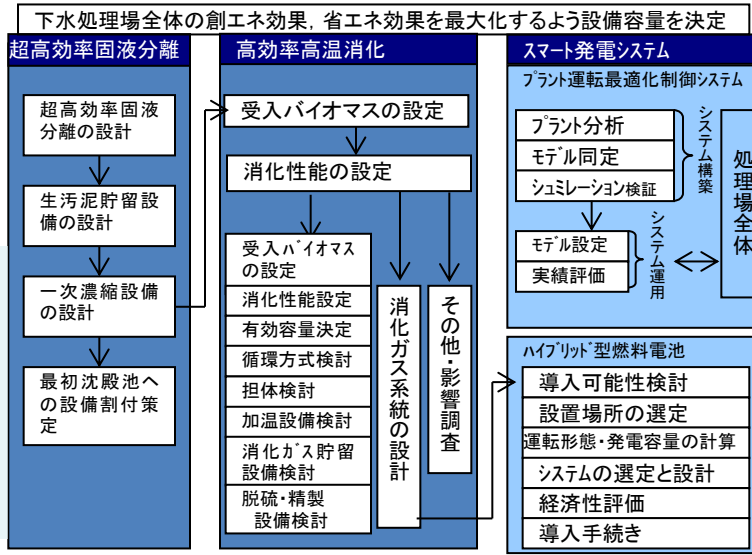 下水処理場全体の創エネ効果，省エネ効果を最大化するよう設備容量を決定
超高効率固液分離
超高効率固液
分離の設計
生汚泥貯留設
備の設計
一次濃縮設備
の設計
最初沈殿池へ
の設備割付策
定
高効率高温消化
受入バイオマスの設定
消化性能の設定
受入ﾊﾞｲｵﾏｽ
の設定
消化性能設定
有効容量決定
循環方式検討
担体検討
加温設備検討
消化ｶﾞｽ貯留
設備検討
脱硫・精製
設備検討
消化ガス系統の設計
その他・影響調査
スマート発電システム
ﾌﾟﾗﾝﾄ運転最適化制御ｼｽﾃﾑ
ﾌﾟﾗﾝﾄ分析
ﾓﾃﾞﾙ同定
ｼｭﾐﾚｰｼｮﾝ検証
システム構築
ﾓﾃﾞﾙ設定
実績評価
システム運用
処理場全体
ﾊｲﾌﾞﾘｯﾄﾞ型燃料電池
導入可能性検討
設置場所の選定
運転形態・発電容量の計算
ｼｽﾃﾑの選定と設計
経済性評価
導入手続き